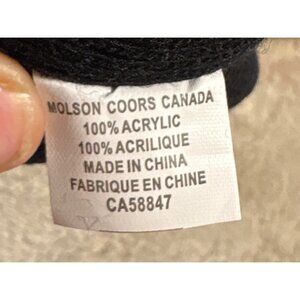 MOLSON COORS CANADA
100% ACRYLIC
100% ACRILIQUE
MADE IN CHINA
FABRIQUE EN CHINE
CA58847